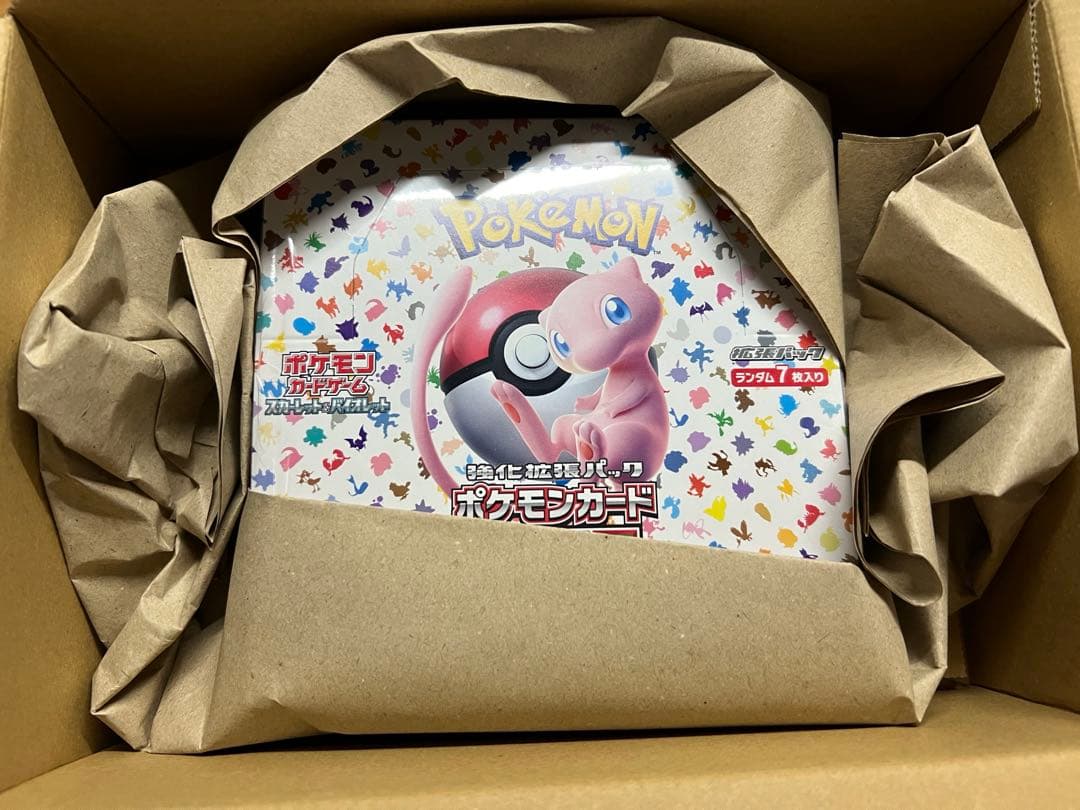 POKéMON
TM
ポケモン
カードゲーム
スカーレット&バイオレット
拡張パック
ランダム7枚入り
強化拡張パック
ポケモンカード